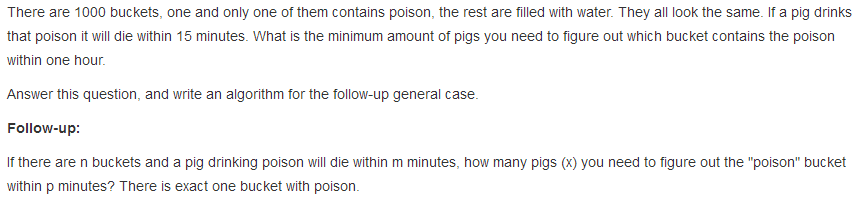 There are 1000 buckets, one and only one of them contains poison, the rest are filled with water. They all look the same. If a pig drinks
that poison it will die within 15 minutes. What is the minimum amount of pigs you need to figure out which bucket contains the poison
within one hour.
Answer this question, and write an algorithm for the follow-up general case.
Follow-up:
If there are n buckets and a pig drinking poison will die within m minutes, how many pigs (x) you need to figure out the "poison" bucket
within p minutes? There is exact one bucket with poison.